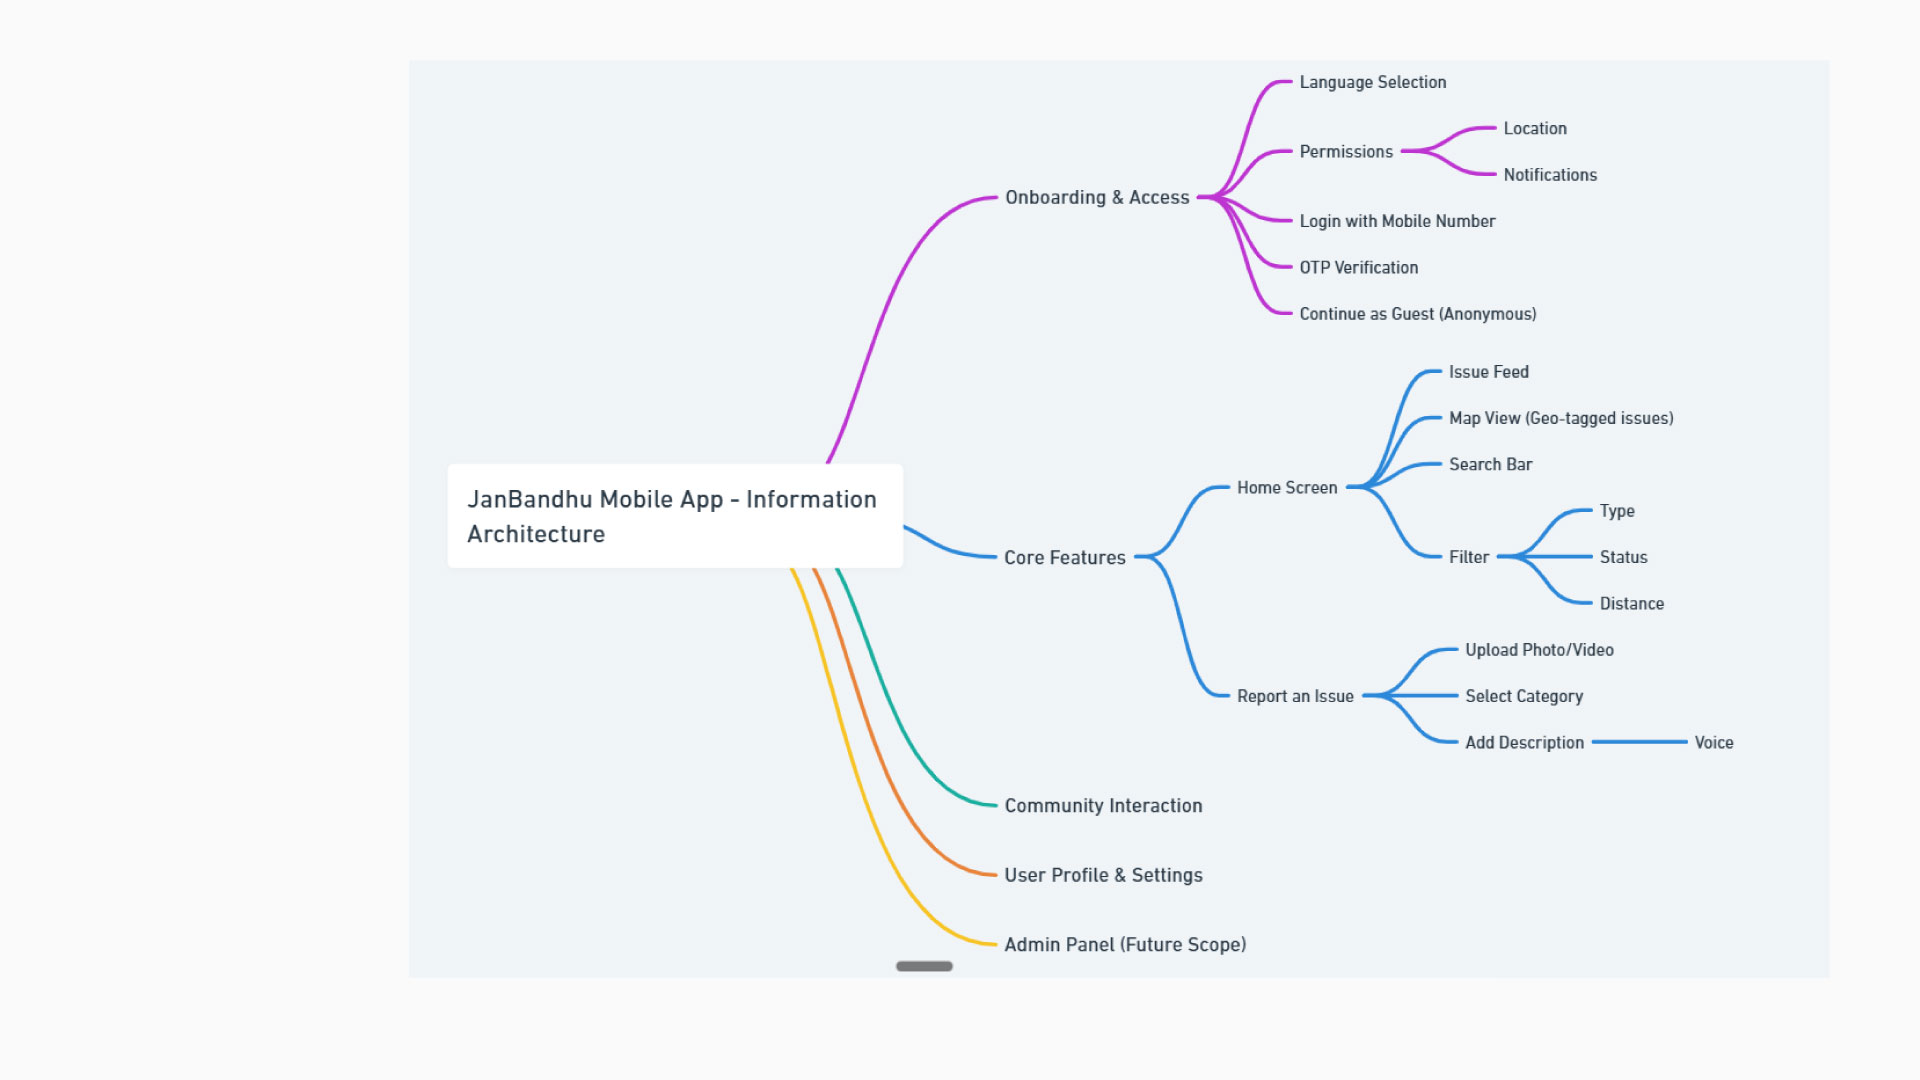 JanBandhu Mobile App - Information
Architecture
Onboarding & Access
Language Selection
Permissions
Location
Notifications
Login with Mobile Number
OTP Verification
Continue as Guest (Anonymous)
Core Features
Home Screen
Issue Feed
Map View (Geo-tagged issues)
Search Bar
Filter
Type
Status
Distance
Report an Issue
Upload Photo/Video
Select Category
Add Description
Voice
Community Interaction
User Profile & Settings
Admin Panel (Future Scope)